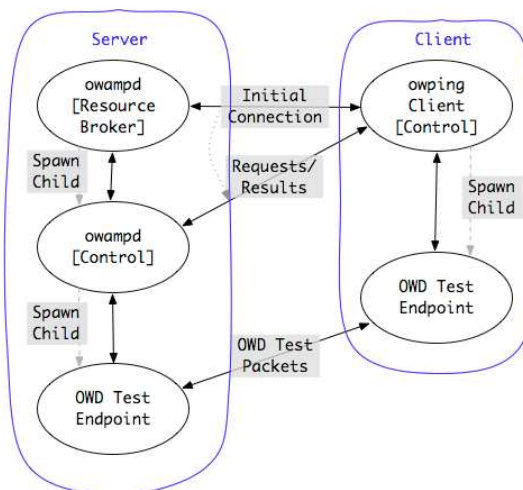 Server
Client
owampd
[Resource
Broker]
Initial
Connection
owping
Client
[Control]
Spawn
Child
Requests/
Results
Spawn
Child
owampd
[Control]
OWD Test
Endpoint
Spawn
Child
OWD Test
Packets
OWD Test
Endpoint